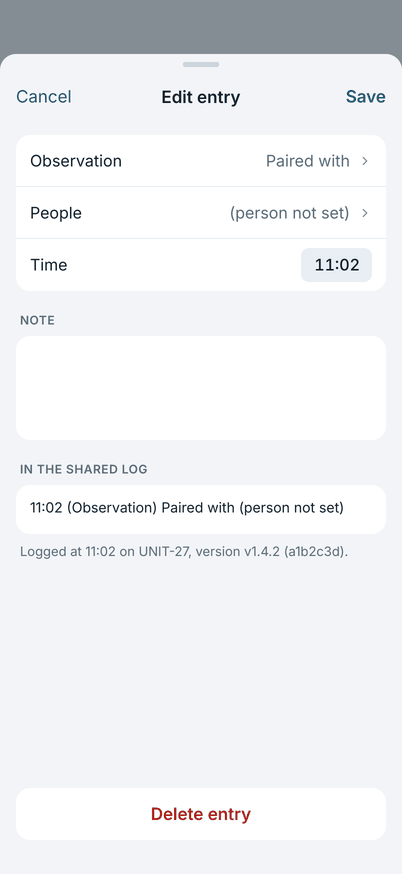 Cancel Edit entry Save
Observation Paired with
People (person not set)
Time 11:02
NOTE
IN THE SHARED LOG
11:02 (Observation) Paired with (person not set)
Logged at 11:02 on UNIT-27, version v1.4.2 (a1b2c3d).
Delete entry